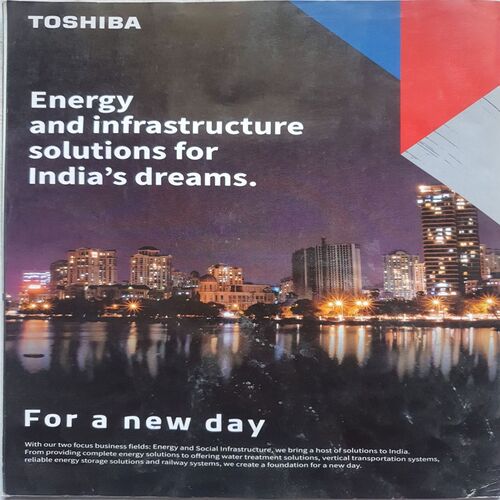 TOSHIBA
Energy
and infrastructure
solutions for
India's dreams.
For a new day
With our two focus business fields: Energy and Social Infrastructure, we bring a host of solutions to India.
From providing complete energy solutions to offering water treatment solutions, vertical transportation systems,
reliable energy storage solutions and railway systems, we create a foundation for a new day.